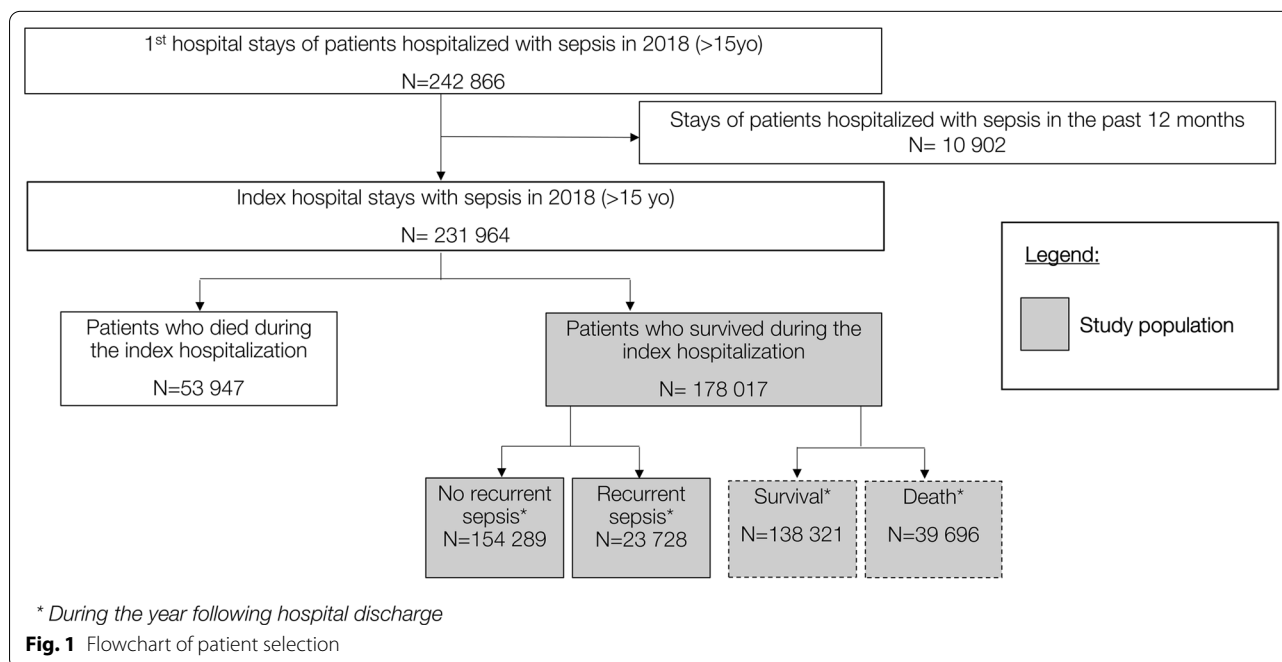 1st hospital stays of patients hospitalized with sepsis in 2018 (>15yo)
N=242 866
Stays of patients hospitalized with sepsis in the past 12 months
N= 10 902
Index hospital stays with sepsis in 2018 (>15 yo)
N= 231 964
Legend:
Study population
Patients who died during
the index hospitalization
N=53 947
Patients who survived during the
index hospitalization
N= 178 017
No recurrent
sepsis*
N=154 289
Recurrent
sepsis*
N=23 728
Survival*
N=138 321
Death*
N=39 696
* During the year following hospital discharge
Fig. 1 Flowchart of patient selection